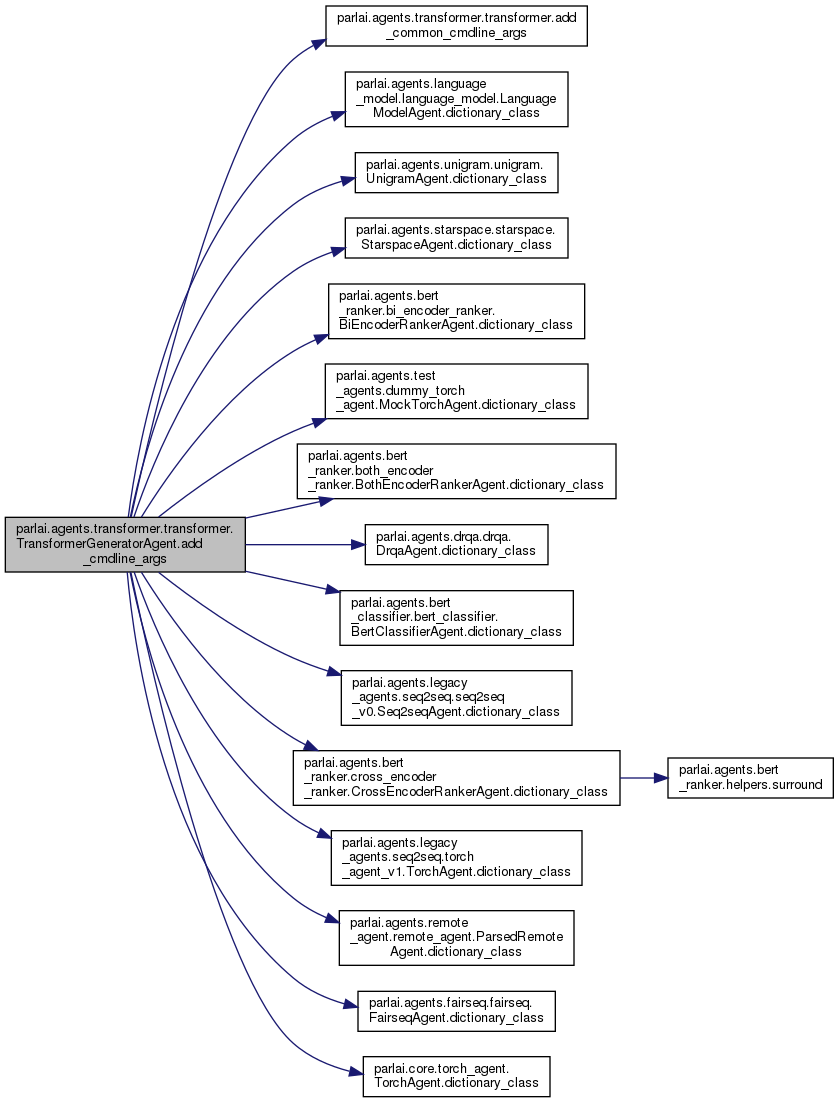 parlai.agents.transformer.transformer.add
_common_cmdline_args
parlai.agents.language
_model.language_model.Language
ModelAgent.dictionary_class
parlai.agents.unigram.unigram.
UnigramAgent.dictionary_class
parlai.agents.starspace.starspace.
StarspaceAgent.dictionary_class
parlai.agents.bert
_ranker.bi_encoder_ranker.
BiEncoderRankerAgent.dictionary_class
parlai.agents.test
_agents.dummy_torch
_agent.MockTorchAgent.dictionary_class
parlai.agents.bert
_ranker.both_encoder
_ranker.BothEncoderRankerAgent.dictionary_class
parlai.agents.transformer.transformer.
TransformerGeneratorAgent.add
_cmdline_args
parlai.agents.drqa.drqa.
DrqaAgent.dictionary_class
parlai.agents.bert
_classifier.bert_classifier.
BertClassifierAgent.dictionary_class
parlai.agents.legacy
_agents.seq2seq.seq2seq
_v0.Seq2seqAgent.dictionary_class
parlai.agents.bert
_ranker.cross_encoder
_ranker.CrossEncoderRankerAgent.dictionary_class
parlai.agents.bert
_ranker.helpers.surround
parlai.agents.legacy
_agents.seq2seq.torch
_agent_v1.TorchAgent.dictionary_class
parlai.agents.remote
_agent.remote_agent.ParsedRemote
Agent.dictionary_class
parlai.agents.fairseq.fairseq.
FairseqAgent.dictionary_class
parlai.core.torch_agent.
TorchAgent.dictionary_class